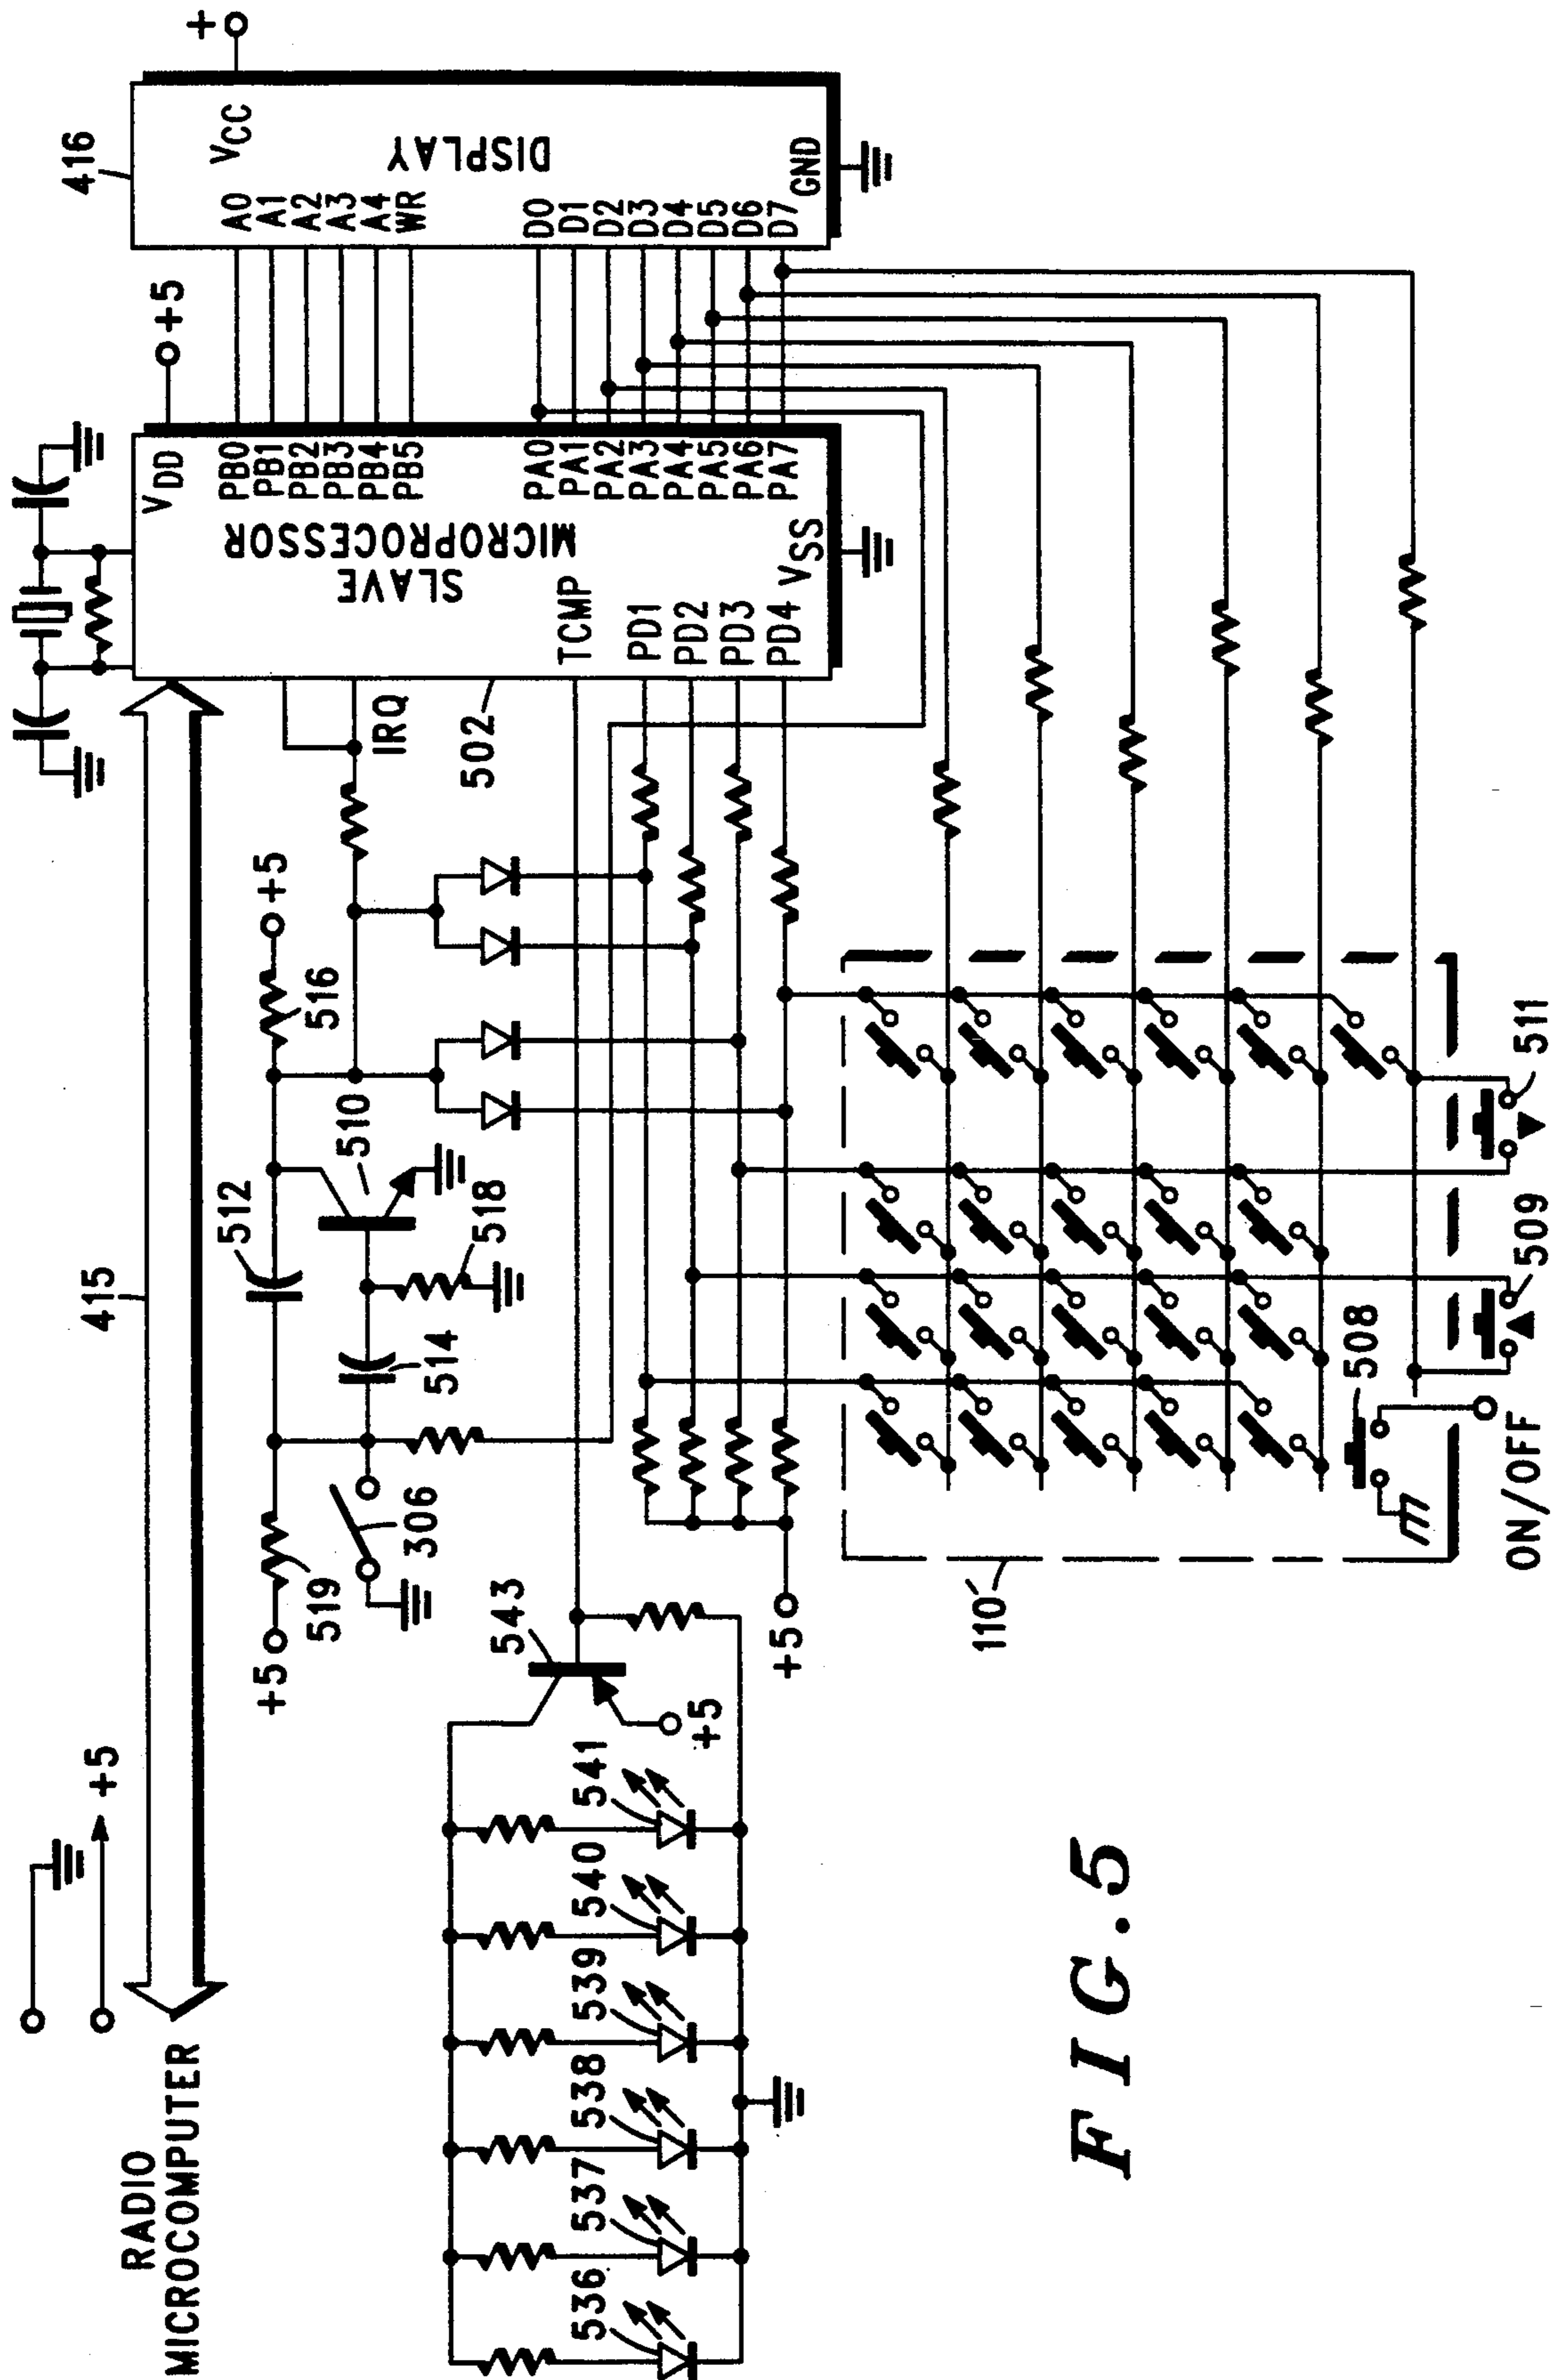 RADIO
MICROCOMPUTER
+5
415
+5
519
306
512
514
510
518
516
+5
IRQ
502
SLAVE
MICROPROCESSOR
VDD
PB0
PB1
PB2
PB3
PB4
PB5
PA0
PA1
PA2
PA3
PA4
PA5
PA6
PA7
TCMP
PD1
PD2
PD3
PD4
VSS
+5
416
DISPLAY
VCC
A0
A1
A2
A3
A4
WR
D0
D1
D2
D3
D4
D5
D6
D7
GND
+
536
537
538
539
540
541
543
+5
+5
110'
508
509
511
ON/OFF
FIG.5